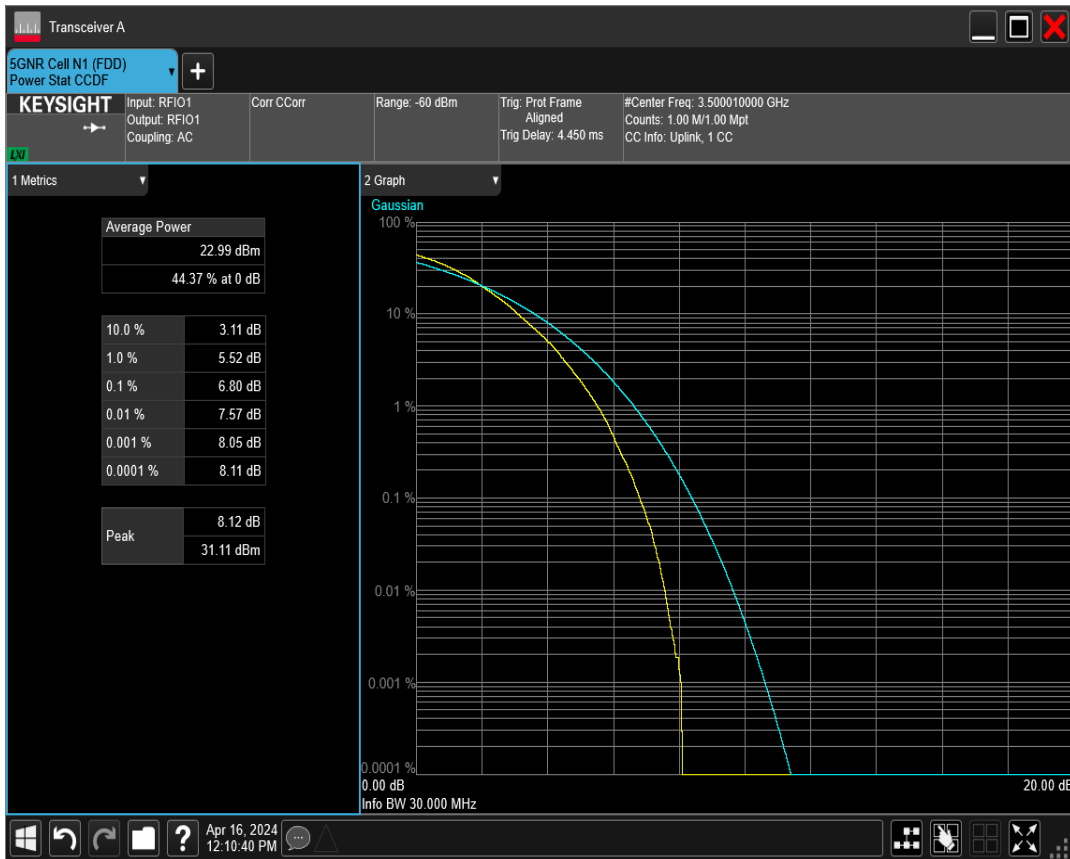 Transceiver A
5GNR Cell N1 (FDD)
Power Stat CCDF
KEYSIGHT
LXI
Input: RFIO1
Output: RFIO1
Coupling: AC
Corr CCorr
Range: -60 dBm
Trig: Prot Frame
Aligned
Trig Delay: 4.450 ms
#Center Freq: 3.500010000 GHz
Counts: 1.00 M/1.00 Mpt
CC Info: Uplink, 1 CC
1 Metrics
Average Power
22.99 dBm
44.37 % at 0 dB
10.0 % 3.11 dB
1.0 % 5.52 dB
0.1 % 6.80 dB
0.01 % 7.57 dB
0.001 % 8.05 dB
0.0001 % 8.11 dB
Peak
8.12 dB
31.11 dBm
2 Graph
Gaussian
100 %
10 %
1 %
0.1 %
0.01 %
0.001 %
0.0001 %
0.00 dB 20.00 dB
Info BW 30.000 MHz
?
Apr 16, 2024
12:10:40 PM